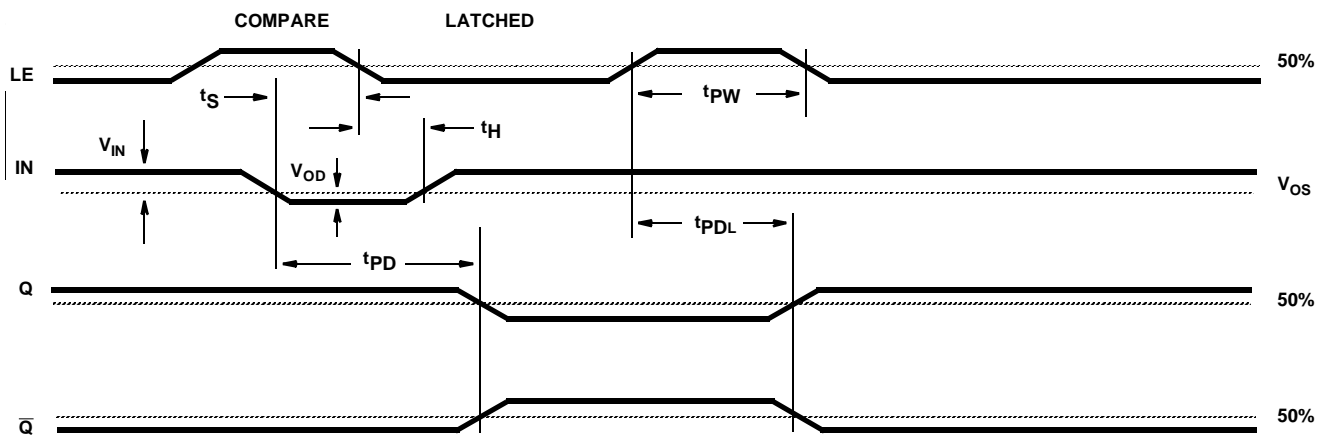 COMPARE LATCHED
LE 50%
tS tPW
tH
VIN
IN VOD VOS
tPDL
tPD
Q 50%
Q̅ 50%